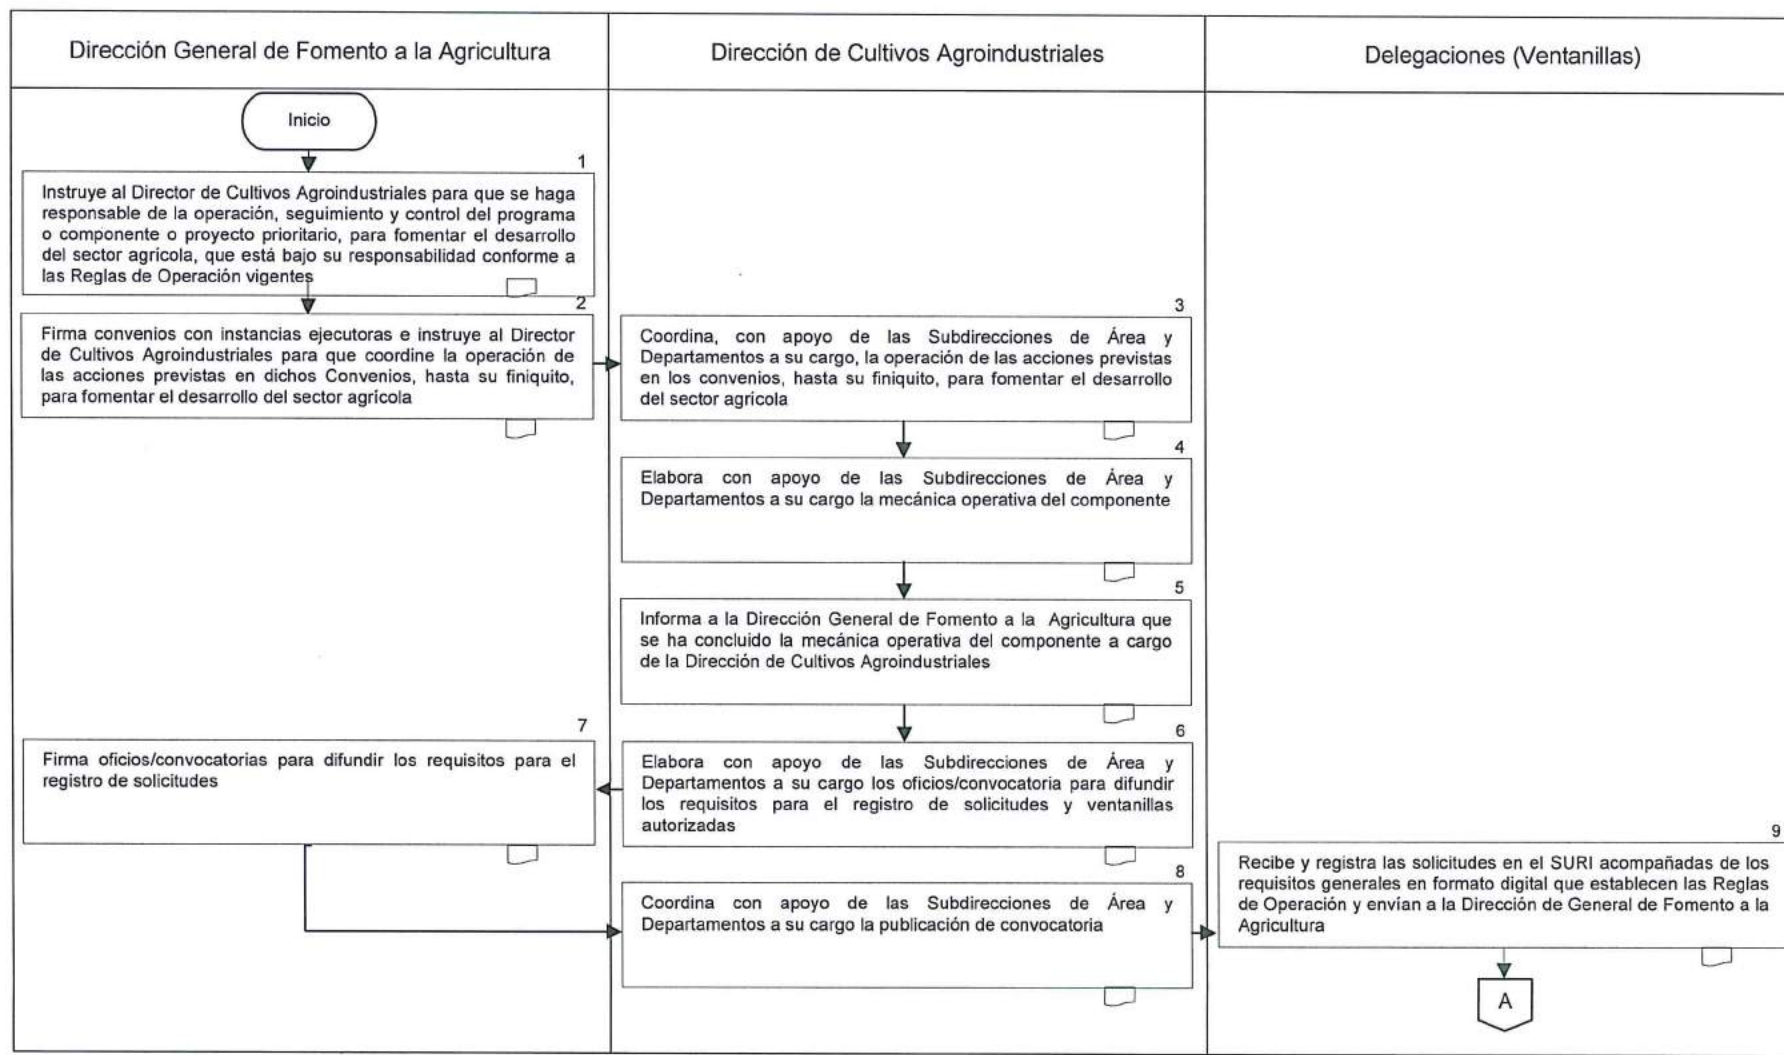 Dirección General de Fomento a la Agricultura
Dirección de Cultivos Agroindustriales
Delegaciones (Ventanillas)
Inicio
1
Instruye al Director de Cultivos Agroindustriales para que se haga
responsable de la operación, seguimiento y control del programa
o componente o proyecto prioritario, para fomentar el desarrollo
del sector agrícola, que está bajo su responsabilidad conforme a
las Reglas de Operación vigentes
2
Firma convenios con instancias ejecutoras e instruye al Director
de Cultivos Agroindustriales para que coordine la operación de
las acciones previstas en dichos Convenios, hasta su finiquito,
para fomentar el desarrollo del sector agrícola
3
Coordina, con apoyo de las Subdirecciones de Área y
Departamentos a su cargo, la operación de las acciones previstas
en los convenios, hasta su finiquito, para fomentar el desarrollo
del sector agrícola
4
Elabora con apoyo de las Subdirecciones de Área y
Departamentos a su cargo la mecánica operativa del componente
5
Informa a la Dirección General de Fomento a la Agricultura que
se ha concluido la mecánica operativa del componente a cargo
de la Dirección de Cultivos Agroindustriales
6
Elabora con apoyo de las Subdirecciones de Área y
Departamentos a su cargo los oficios/convocatoria para difundir
los requisitos para el registro de solicitudes y ventanillas
autorizadas
7
Firma oficios/convocatorias para difundir los requisitos para el
registro de solicitudes
8
Coordina con apoyo de las Subdirecciones de Área y
Departamentos a su cargo la publicación de convocatoria
9
Recibe y registra las solicitudes en el SURI acompañadas de los
requisitos generales en formato digital que establecen las Reglas
de Operación y envían a la Dirección de General de Fomento a la
Agricultura
A